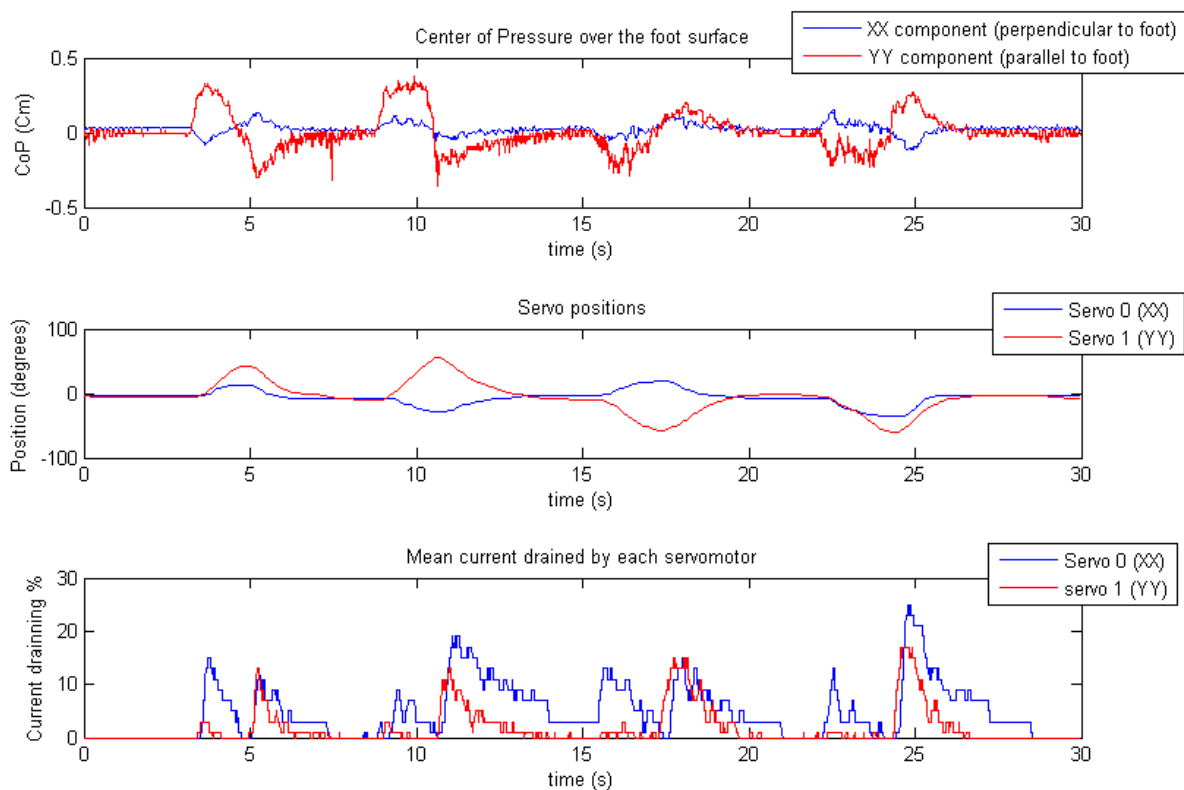 Center of Pressure over the foot surface
XX component (perpendicular to foot)
YY component (parallel to foot)
0.5
0
-0.5
CoP (Cm)
0 5 10 15 20 25 30
time (s)
Servo positions
Servo 0 (XX)
Servo 1 (YY)
100
0
-100
Position (degrees)
0 5 10 15 20 25 30
time (s)
Mean current drained by each servomotor
Servo 0 (XX)
servo 1 (YY)
30
20
10
0
Current drainning %
0 5 10 15 20 25 30
time (s)